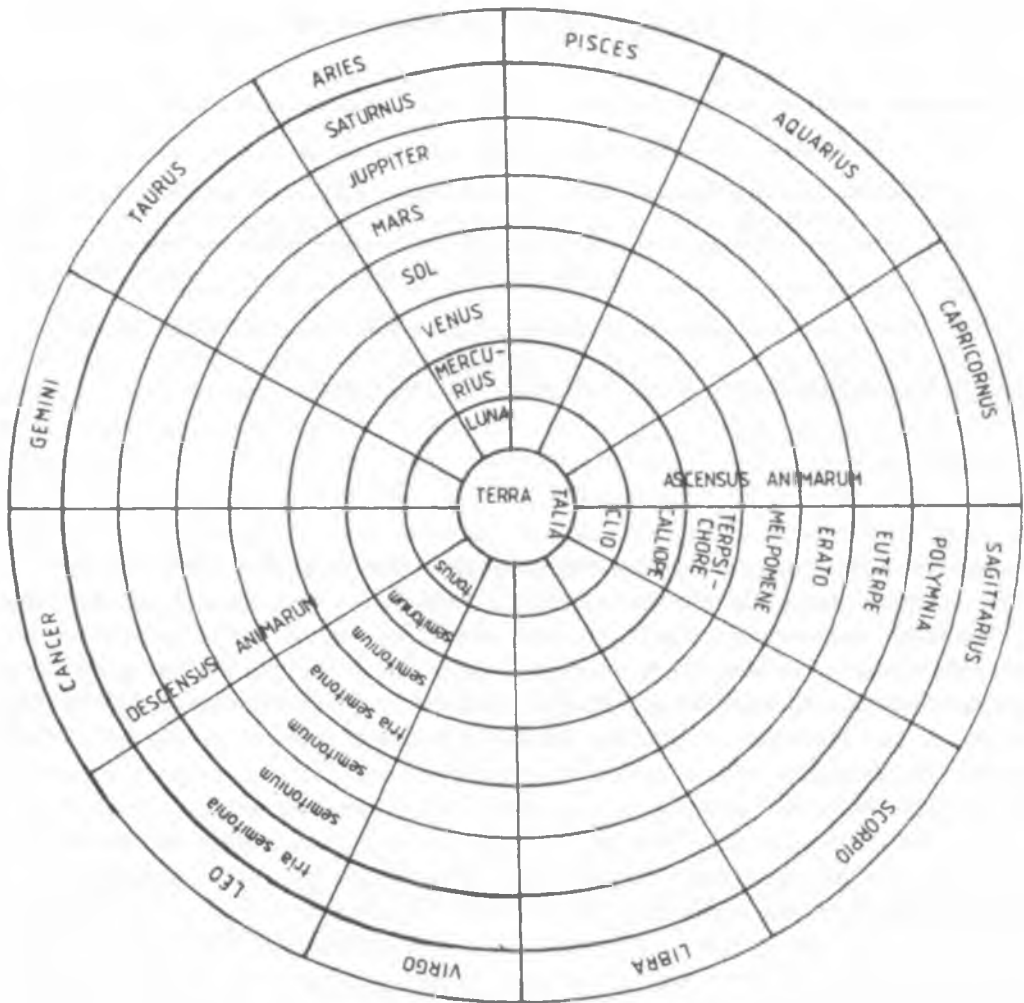 PISCES
ARIES
AQUARIUS
SATURNUS
TAURUS
JUPPITER
MARS
SOL
VENUS
CAPRICORNUS
MERCU-
RIUS
GEMINI
LUNA
ASCENSUS ANIMARUM
TERRA
TALIA
CLIO
CALLIOPE
TERPSI-
CHORE
MELPOMENE
ERATO
EUTERPE
POLYMNIA
SAGITTARIUS
CANCER
DESCENSUS ANIMARUM
tonus
semitonium
semitonium
tria semitonia
semitonium
semitonium
tria semitonia
SCORPIO
LEO
VIRGO
LIBRA